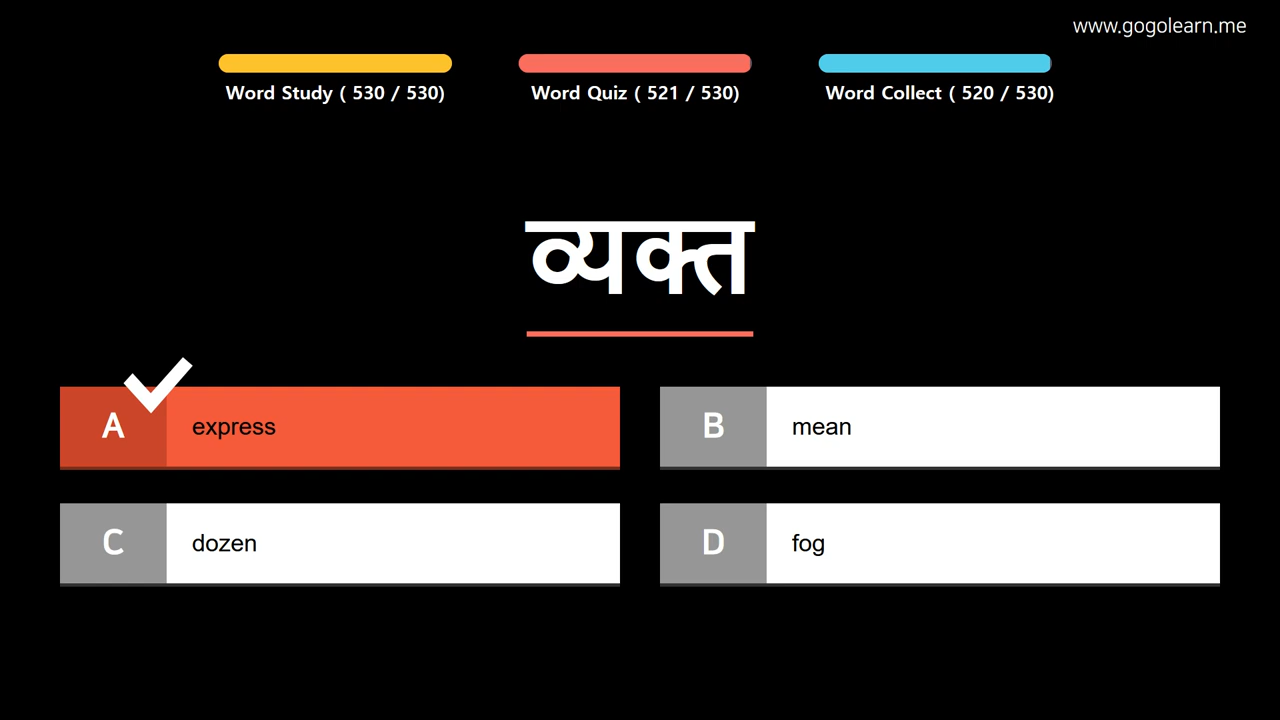 www.gogolearn.me
Word Study ( 530 / 530)
Word Quiz ( 521 / 530)
Word Collect ( 520 / 530)
व्यक्त
A express
B mean
C dozen
D fog